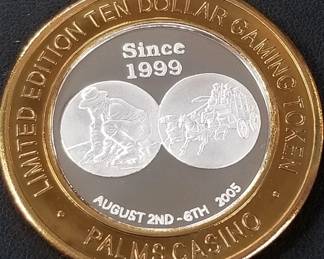 LIMITED EDITION TEN DOLLAR GAMING TOKEN
Since
1999
AUGUST 2ND-6TH 2005
• PALMS CASINO •